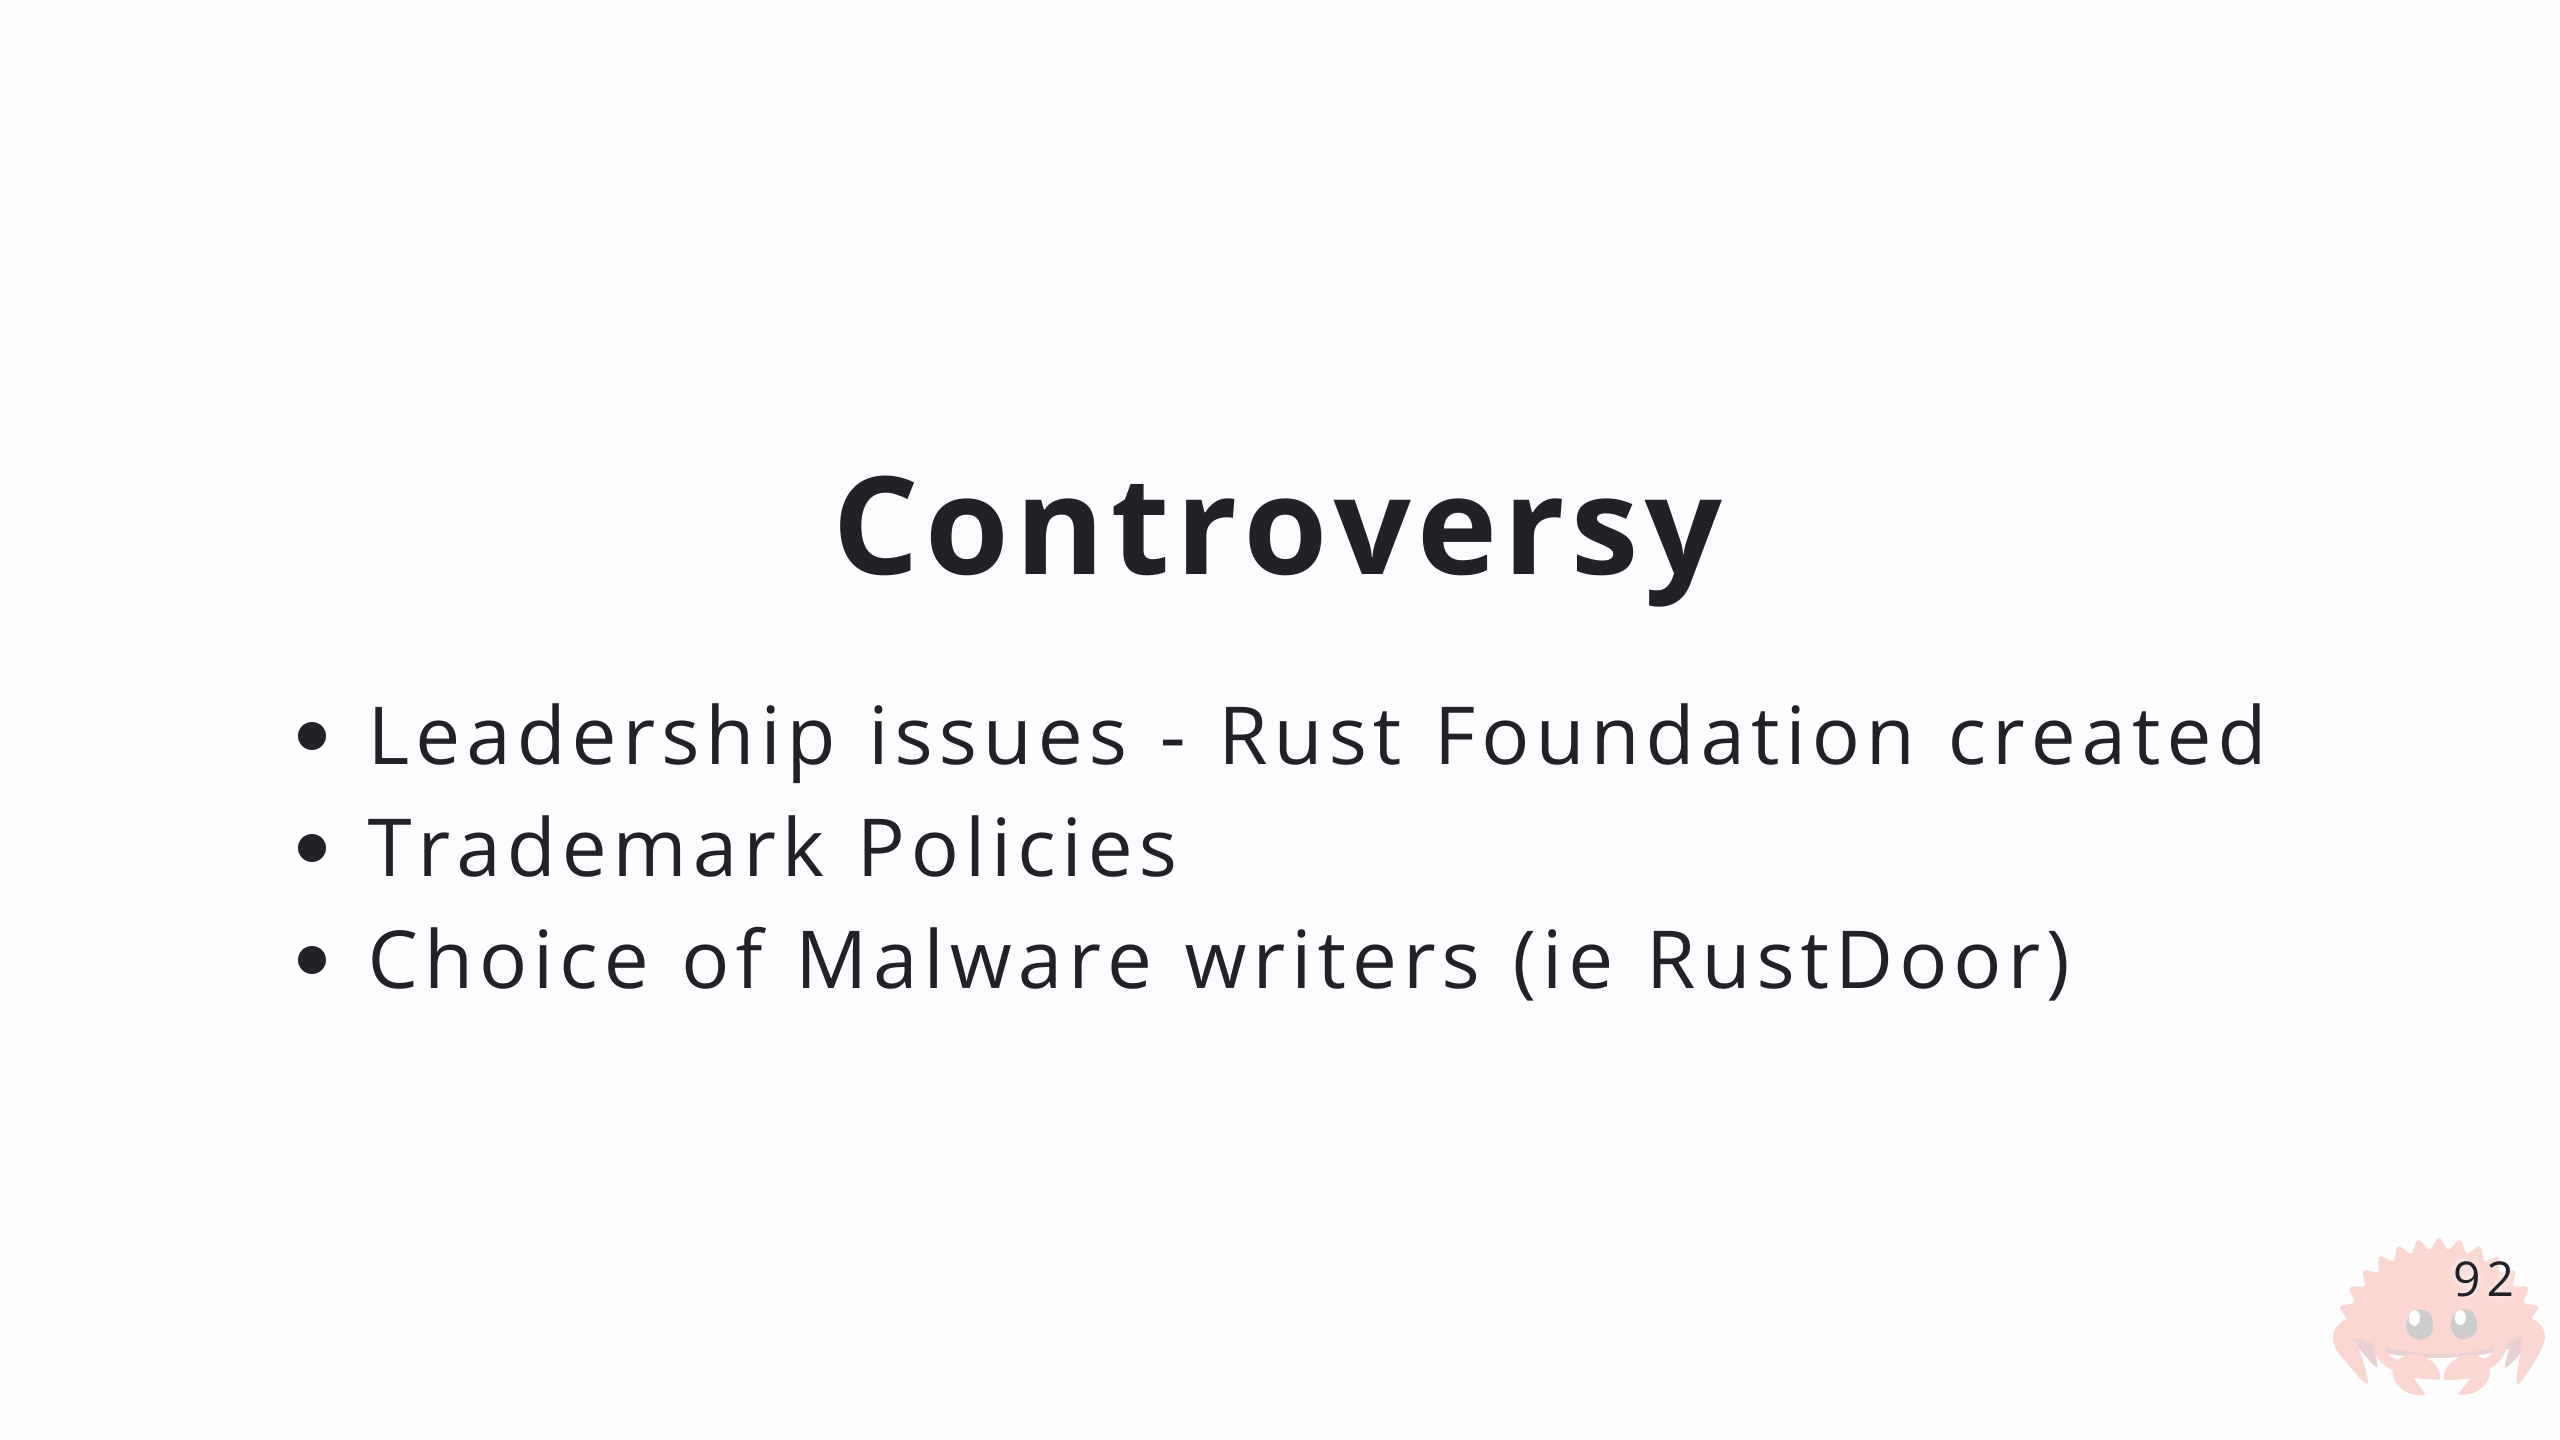 Controversy
• Leadership issues - Rust Foundation created
• Trademark Policies
• Choice of Malware writers (ie RustDoor)
92